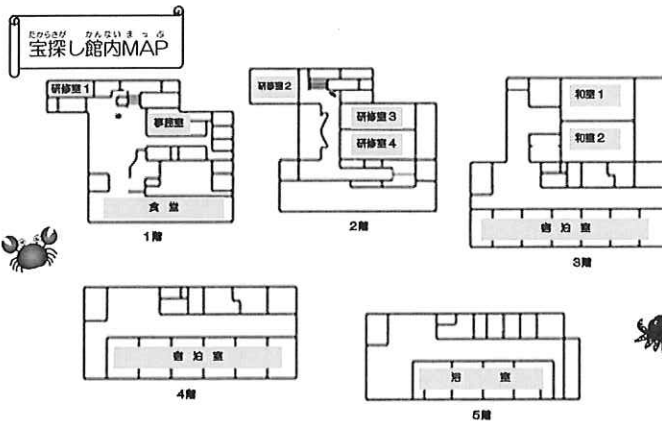 たからさが かんないまっぷ
宝探し館内MAP
研修室1
事務室
食堂
1階
研修室2
研修室3
研修室4
2階
和室1
和室2
宿泊室
3階
宿泊室
4階
浴室
5階